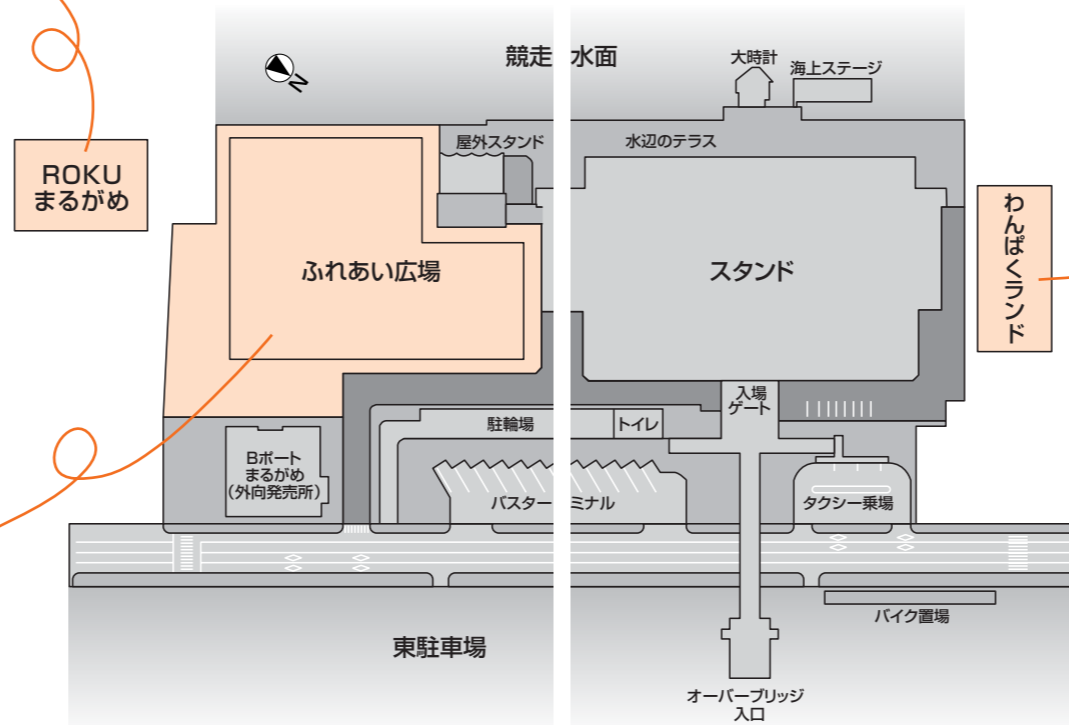 競走水面
N
大時計
海上ステージ
ROKU
まるがめ
屋外スタンド
水辺のテラス
わんぱくランド
ふれあい広場
スタンド
入場
ゲート
駐輪場
トイレ
Bポート
まるがめ
(外向発売所)
バスターミナル
タクシー乗場
バイク置場
東駐車場
オーバーブリッジ
入口